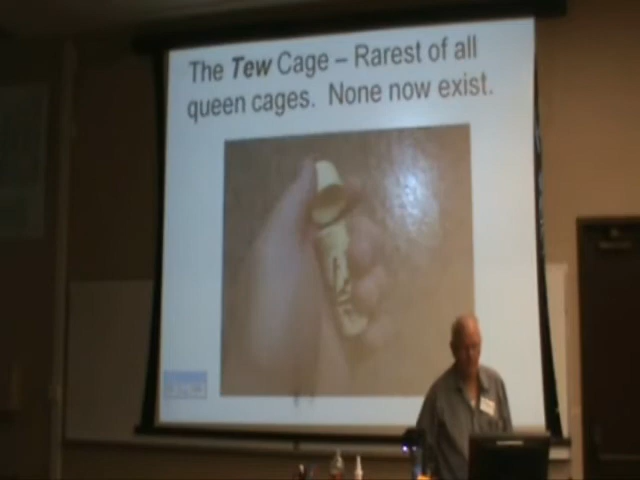 The Tew Cage – Rarest of all
queen cages. None now exist.